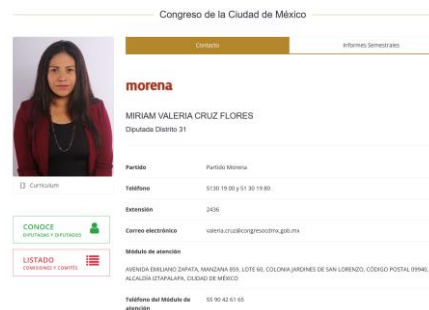 Congreso de la Ciudad de México
Contacto
Informes Semestrales
morena
MIRIAM VALERIA CRUZ FLORES
Diputada Distrito 31
Partido
Partido Morena
Teléfono
5130 19 00 y 51 30 19 80
Extensión
2436
Correo electrónico
valeria.cruz@congresocdmx.gob.mx
Módulo de atención
AVENIDA EMILIANO ZAPATA, MANZANA 859, LOTE 60, COLONIA JARDINES DE SAN LORENZO, CÓDIGO POSTAL 09940,
ALCALDÍA IZTAPALAPA, CIUDAD DE MÉXICO
Teléfono del Módulo de
atención
55 90 42 61 65
Curriculum
CONOCE
DIPUTADAS Y DIPUTADOS
LISTADO
COMISIONES Y COMITÉS